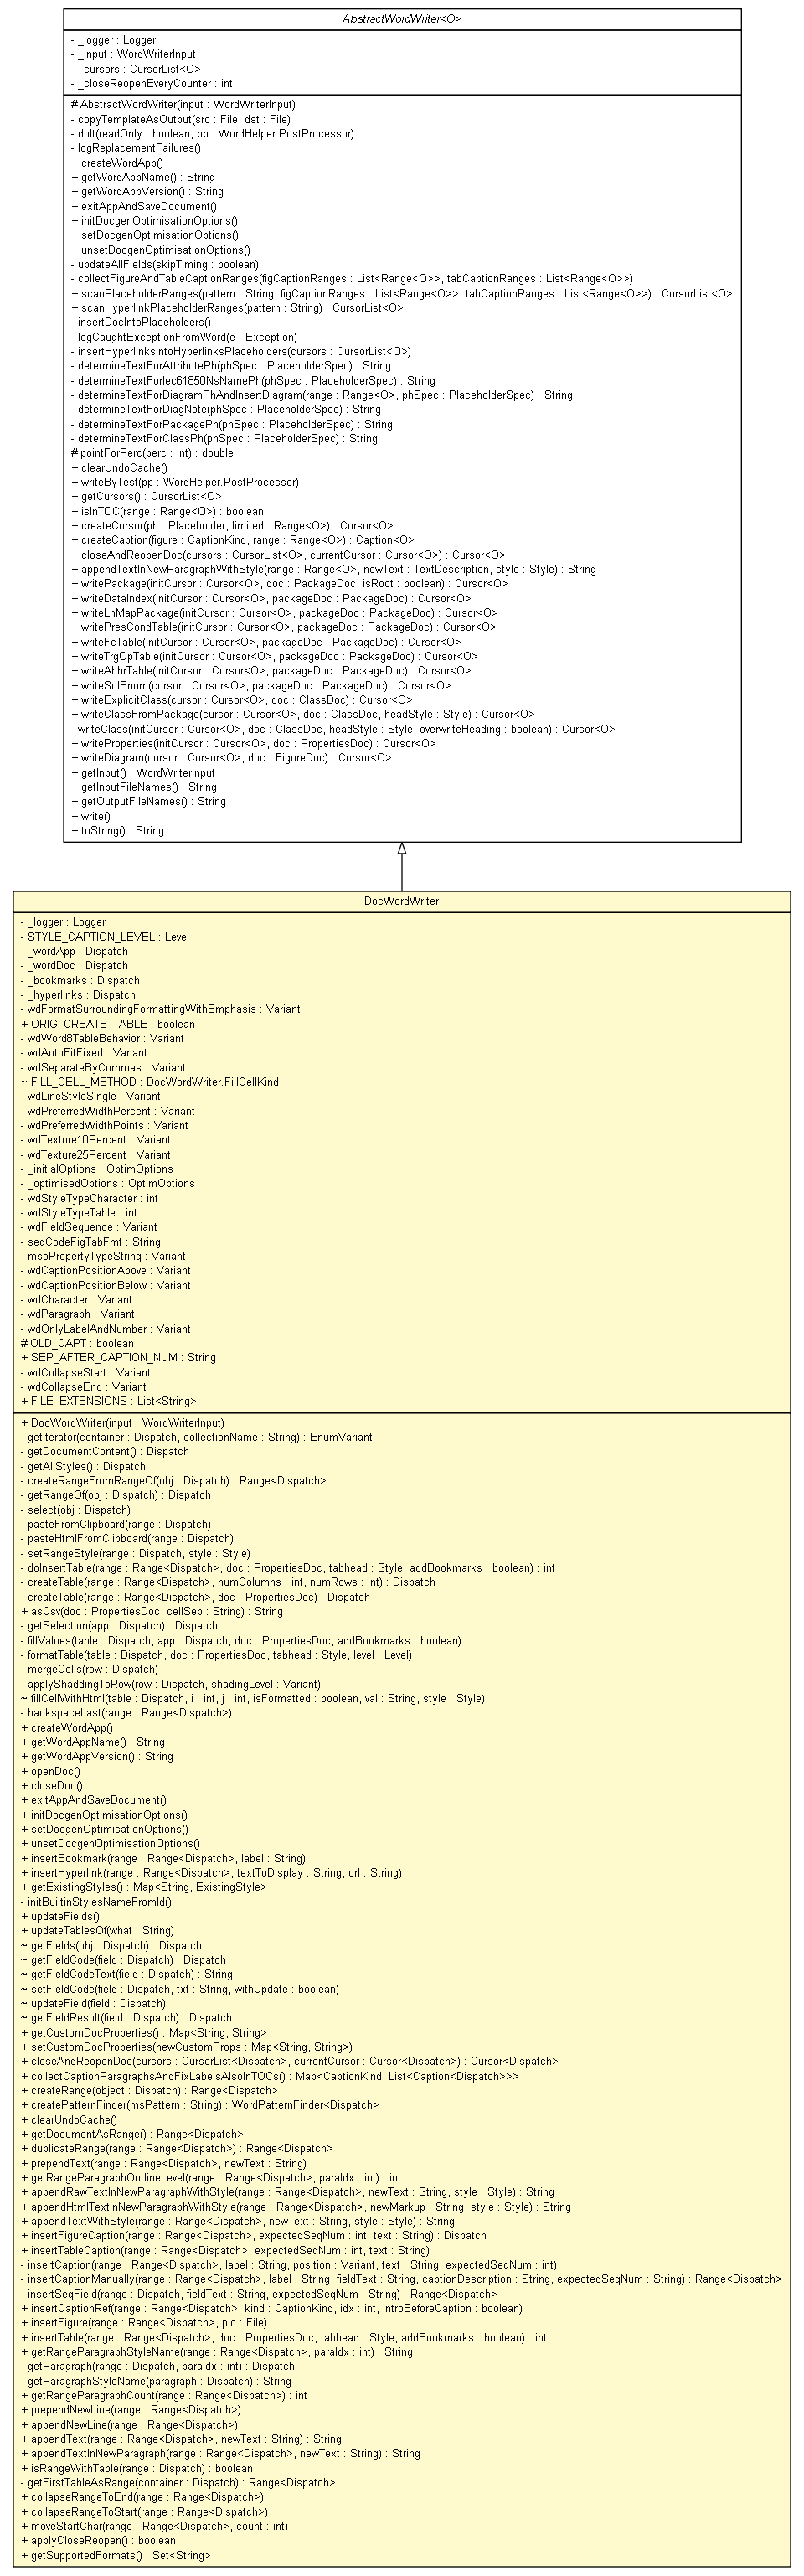 AbstractWordWriter<O>
- _logger : Logger
- _input : WordWriterInput
- _cursors : CursorList<O>
- _closeReopenEveryCounter : int
# AbstractWordWriter(input : WordWriterInput)
- copyTemplateAsOutput(src : File, dst : File)
- doIt(readOnly : boolean, pp : WordHelper.PostProcessor)
- logReplacementFailures()
+ createWordApp()
+ getWordAppName() : String
+ getWordAppVersion() : String
+ exitAppAndSaveDocument()
+ initDocgenOptimisationOptions()
+ setDocgenOptimisationOptions()
+ unsetDocgenOptimisationOptions()
- updateAllFields(skipTiming : boolean)
- collectFigureAndTableCaptionRanges(figCaptionRanges : List<Range<O>>, tabCaptionRanges : List<Range<O>>)
+ scanPlaceholderRanges(pattern : String, figCaptionRanges : List<Range<O>>, tabCaptionRanges : List<Range<O>>) : CursorList<O>
+ scanHyperlinkPlaceholderRanges(pattern : String) : CursorList<O>
- insertDocIntoPlaceholders()
- logCaughtExceptionFromWord(e : Exception)
- insertHyperlinksIntoHyperlinksPlaceholders(cursors : CursorList<O>)
- determineTextForAttributePh(phSpec : PlaceholderSpec) : String
- determineTextForIec61850NsNamePh(phSpec : PlaceholderSpec) : String
- determineTextForDiagramPhAndInsertDiagram(range : Range<O>, phSpec : PlaceholderSpec) : String
- determineTextForDiagNote(phSpec : PlaceholderSpec) : String
- determineTextForPackagePh(phSpec : PlaceholderSpec) : String
- determineTextForClassPh(phSpec : PlaceholderSpec) : String
# pointForPerc(perc : int) : double
+ clearUndoCache()
+ writeByTest(pp : WordHelper.PostProcessor)
+ getCursors() : CursorList<O>
+ isInTOC(range : Range<O>) : boolean
+ createCursor(ph : Placeholder, limited : Range<O>) : Cursor<O>
+ createCaption(figure : CaptionKind, range : Range<O>) : Caption<O>
+ closeAndReopenDoc(cursors : CursorList<O>, currentCursor : Cursor<O>) : Cursor<O>
+ appendTextInNewParagraphWithStyle(range : Range<O>, newText : TextDescription, style : Style) : String
+ writePackage(initCursor : Cursor<O>, doc : PackageDoc, isRoot : boolean) : Cursor<O>
+ writeDataIndex(initCursor : Cursor<O>, packageDoc : PackageDoc) : Cursor<O>
+ writeLnMapPackage(initCursor : Cursor<O>, packageDoc : PackageDoc) : Cursor<O>
+ writePresCondTable(initCursor : Cursor<O>, packageDoc : PackageDoc) : Cursor<O>
+ writeFcTable(initCursor : Cursor<O>, packageDoc : PackageDoc) : Cursor<O>
+ writeTrgOpTable(initCursor : Cursor<O>, packageDoc : PackageDoc) : Cursor<O>
+ writeAbbrTable(initCursor : Cursor<O>, packageDoc : PackageDoc) : Cursor<O>
+ writeSclEnum(cursor : Cursor<O>, packageDoc : PackageDoc) : Cursor<O>
+ writeExplicitClass(cursor : Cursor<O>, doc : ClassDoc) : Cursor<O>
+ writeClassFromPackage(cursor : Cursor<O>, doc : ClassDoc, headStyle : Style) : Cursor<O>
- writeClass(initCursor : Cursor<O>, doc : ClassDoc, headStyle : Style, overwriteHeading : boolean) : Cursor<O>
+ writeProperties(initCursor : Cursor<O>, doc : PropertiesDoc) : Cursor<O>
+ writeDiagram(cursor : Cursor<O>, doc : FigureDoc) : Cursor<O>
+ getInput() : WordWriterInput
+ getInputFileNames() : String
+ getOutputFileNames() : String
+ write()
+ toString() : String
DocWordWriter
- _logger : Logger
- STYLE_CAPTION_LEVEL : Level
- _wordApp : Dispatch
- _wordDoc : Dispatch
- _bookmarks : Dispatch
- _hyperlinks : Dispatch
- wdFormatSurroundingFormattingWithEmphasis : Variant
+ ORIG_CREATE_TABLE : boolean
- wdWord8TableBehavior : Variant
- wdAutoFitFixed : Variant
- wdSeparateByCommas : Variant
~ FILL_CELL_METHOD : DocWordWriter.FillCellKind
- wdLineStyleSingle : Variant
- wdPreferredWidthPercent : Variant
- wdPreferredWidthPoints : Variant
- wdTexture10Percent : Variant
- wdTexture25Percent : Variant
- _initialOptions : OptimOptions
- _optimisedOptions : OptimOptions
- wdStyleTypeCharacter : int
- wdStyleTypeTable : int
- wdFieldSequence : Variant
- seqCodeFigTabFmt : String
- msoPropertyTypeString : Variant
- wdCaptionPositionAbove : Variant
- wdCaptionPositionBelow : Variant
- wdCharacter : Variant
- wdParagraph : Variant
- wdOnlyLabelAndNumber : Variant
# OLD_CAPT : boolean
+ SEP_AFTER_CAPTION_NUM : String
- wdCollapseStart : Variant
- wdCollapseEnd : Variant
+ FILE_EXTENSIONS : List<String>
+ DocWordWriter(input : WordWriterInput)
- getIterator(container : Dispatch, collectionName : String) : EnumVariant
- getDocumentContent() : Dispatch
- getAllStyles() : Dispatch
- createRangeFromRangeOf(obj : Dispatch) : Range<Dispatch>
- getRangeOf(obj : Dispatch) : Dispatch
- select(obj : Dispatch)
- pasteFromClipboard(range : Dispatch)
- pasteHtmlFromClipboard(range : Dispatch)
- setRangeStyle(range : Dispatch, style : Style)
- doInsertTable(range : Range<Dispatch>, doc : PropertiesDoc, tabhead : Style, addBookmarks : boolean) : int
- createTable(range : Range<Dispatch>, numColumns : int, numRows : int) : Dispatch
- createTable(range : Range<Dispatch>, doc : PropertiesDoc) : Dispatch
+ asCsv(doc : PropertiesDoc, cellSep : String) : String
- getSelection(app : Dispatch) : Dispatch
- fillValues(table : Dispatch, app : Dispatch, doc : PropertiesDoc, addBookmarks : boolean)
- formatTable(table : Dispatch, doc : PropertiesDoc, tabhead : Style, level : Level)
- mergeCells(row : Dispatch)
- applyShaddingToRow(row : Dispatch, shadingLevel : Variant)
~ fillCellWithHtml(table : Dispatch, i : int, j : int, isFormatted : boolean, val : String, style : Style)
- backspaceLast(range : Range<Dispatch>)
+ createWordApp()
+ getWordAppName() : String
+ getWordAppVersion() : String
+ openDoc()
+ closeDoc()
+ exitAppAndSaveDocument()
+ initDocgenOptimisationOptions()
+ setDocgenOptimisationOptions()
+ unsetDocgenOptimisationOptions()
+ insertBookmark(range : Range<Dispatch>, label : String)
+ insertHyperlink(range : Range<Dispatch>, textToDisplay : String, url : String)
+ getExistingStyles() : Map<String, ExistingStyle>
- initBuiltinStylesNameFromId()
+ updateFields()
+ updateTablesOf(what : String)
~ getFields(obj : Dispatch) : Dispatch
~ getFieldCode(field : Dispatch) : Dispatch
~ getFieldCodeText(field : Dispatch) : String
~ setFieldCode(field : Dispatch, txt : String, withUpdate : boolean)
~ updateField(field : Dispatch)
~ getFieldResult(field : Dispatch) : Dispatch
+ getCustomDocProperties() : Map<String, String>
+ setCustomDocProperties(newCustomProps : Map<String, String>)
+ closeAndReopenDoc(cursors : CursorList<Dispatch>, currentCursor : Cursor<Dispatch>) : Cursor<Dispatch>
+ collectCaptionParagraphsAndFixLabelsAlsoInTOCs() : Map<CaptionKind, List<Caption<Dispatch>>>
+ createRange(object : Dispatch) : Range<Dispatch>
+ createPatternFinder(msPattern : String) : WordPatternFinder<Dispatch>
+ clearUndoCache()
+ getDocumentAsRange() : Range<Dispatch>
+ duplicateRange(range : Range<Dispatch>) : Range<Dispatch>
+ prependText(range : Range<Dispatch>, newText : String)
+ getRangeParagraphOutlineLevel(range : Range<Dispatch>, paraIdx : int) : int
+ appendRawTextInNewParagraphWithStyle(range : Range<Dispatch>, newText : String, style : Style) : String
+ appendHtmlTextInNewParagraphWithStyle(range : Range<Dispatch>, newMarkup : String, style : Style) : String
+ appendTextWithStyle(range : Range<Dispatch>, newText : String, style : Style) : String
+ insertFigureCaption(range : Range<Dispatch>, expectedSeqNum : int, text : String) : Dispatch
+ insertTableCaption(range : Range<Dispatch>, expectedSeqNum : int, text : String)
- insertCaption(range : Range<Dispatch>, label : String, position : Variant, text : String, expectedSeqNum : int)
- insertCaptionManually(range : Range<Dispatch>, label : String, fieldText : String, captionDescription : String, expectedSeqNum : String) : Range<Dispatch>
- insertSeqField(range : Dispatch, fieldText : String, expectedSeqNum : String) : Range<Dispatch>
+ insertCaptionRef(range : Range<Dispatch>, kind : CaptionKind, idx : int, introBeforeCaption : boolean)
+ insertFigure(range : Range<Dispatch>, pic : File)
+ insertTable(range : Range<Dispatch>, doc : PropertiesDoc, tabhead : Style, addBookmarks : boolean) : int
+ getRangeParagraphStyleName(range : Range<Dispatch>, paraIdx : int) : String
- getParagraph(range : Dispatch, paraIdx : int) : Dispatch
- getParagraphStyleName(paragraph : Dispatch) : String
+ getRangeParagraphCount(range : Range<Dispatch>) : int
+ prependNewLine(range : Range<Dispatch>)
+ appendNewLine(range : Range<Dispatch>)
+ appendText(range : Range<Dispatch>, newText : String) : String
+ appendTextInNewParagraph(range : Range<Dispatch>, newText : String) : String
+ isRangeWithTable(range : Dispatch) : boolean
- getFirstTableAsRange(container : Dispatch) : Range<Dispatch>
+ collapseRangeToEnd(range : Range<Dispatch>)
+ collapseRangeToStart(range : Range<Dispatch>)
+ moveStartChar(range : Range<Dispatch>, count : int)
+ applyCloseReopen() : boolean
+ getSupportedFormats() : Set<String>